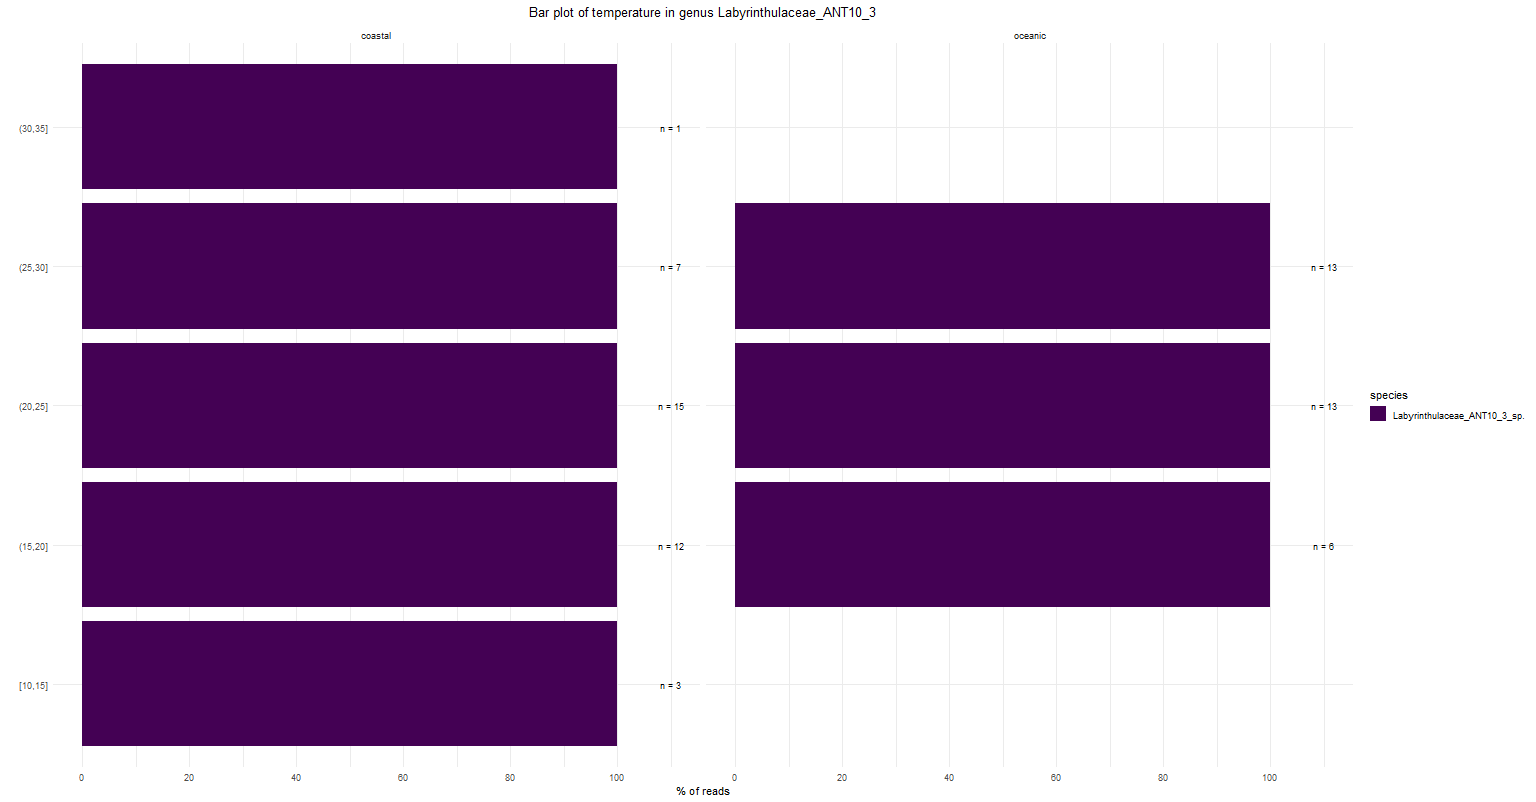 Bar plot of temperature in genus Labyrinthulaceae_ANT10_3
coastal
oceanic
(30,35]
n = 1
(25,30]
n = 7
n = 13
(20,25]
n = 15
n = 13
species
Labyrinthulaceae_ANT10_3_sp.
(15,20]
n = 12
n = 6
[10,15]
n = 3
0 20 40 60 80 100
0 20 40 60 80 100
% of reads